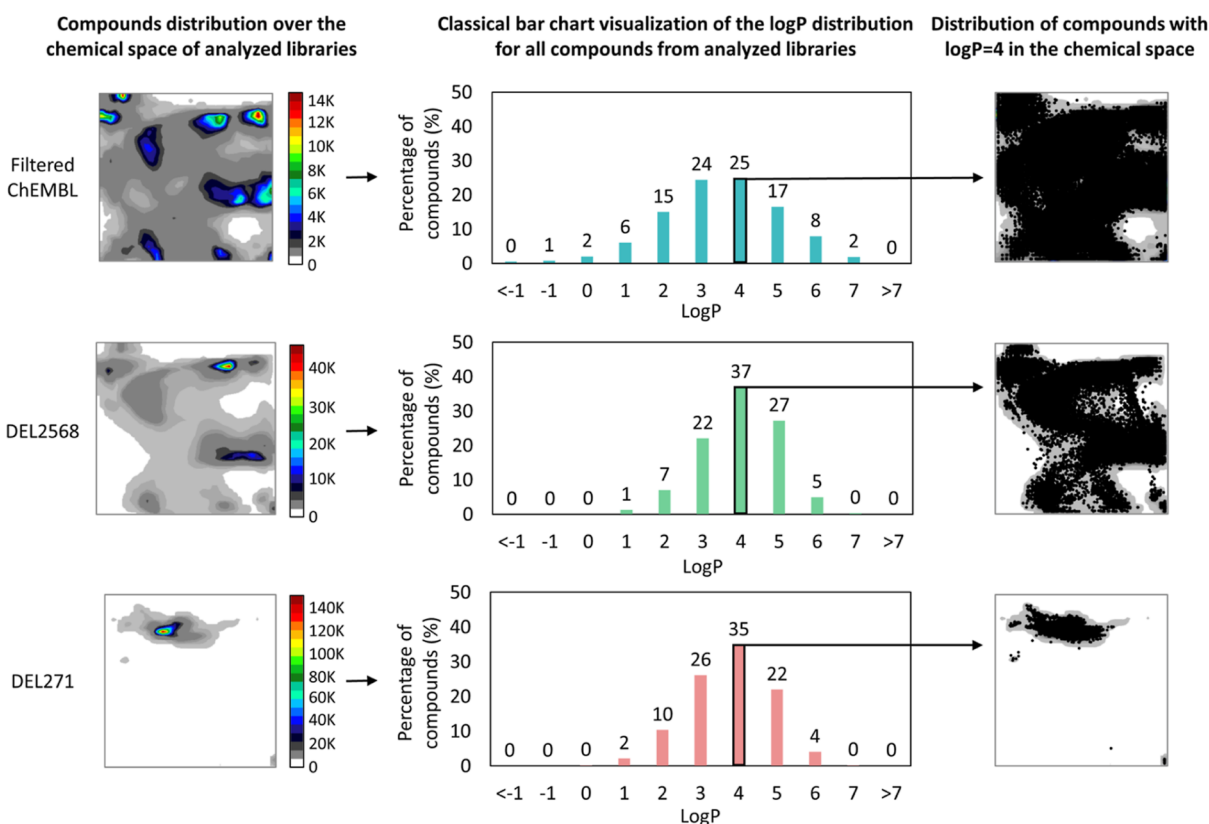 Compounds distribution over the
chemical space of analyzed libraries
Classical bar chart visualization of the logP distribution
for all compounds from analyzed libraries
Distribution of compounds with
logP=4 in the chemical space
Filtered
ChEMBL
14K
12K
10K
8K
6K
4K
2K
0
Percentage of
compounds (%)
50
40
30
20
10
0
0 1 2 6 15 24 25 17 8 2 0
<-1 -1 0 1 2 3 4 5 6 7 >7
LogP
DEL2568
40K
30K
20K
10K
0
Percentage of
compounds (%)
50
40
30
20
10
0
0 0 0 1 7 22 37 27 5 0 0
<-1 -1 0 1 2 3 4 5 6 7 >7
LogP
DEL271
140K
120K
100K
80K
60K
40K
20K
0
Percentage of
compounds (%)
50
40
30
20
10
0
0 0 0 2 10 26 35 22 4 0 0
<-1 -1 0 1 2 3 4 5 6 7 >7
LogP